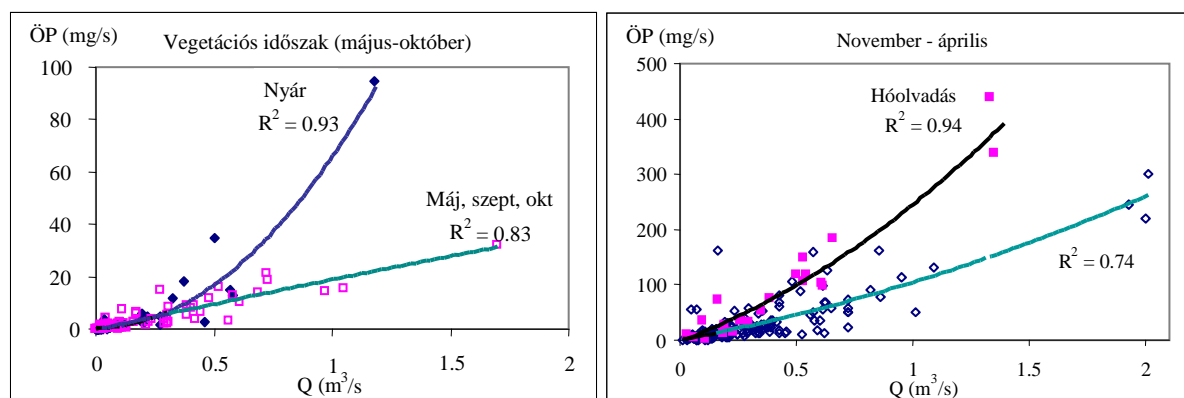 ÖP (mg/s)
Vegetációs időszak (május-október)
100
80
60
40
20
0
Nyár
R² = 0.93
Máj, szept, okt
R² = 0.83
0
0.5
1
1.5
2
Q (m³/s
ÖP (mg/s)
November - április
500
400
300
200
100
0
Hóolvadás
R² = 0.94
R² = 0.74
0
0.5
1
1.5
2
Q (m³/s)